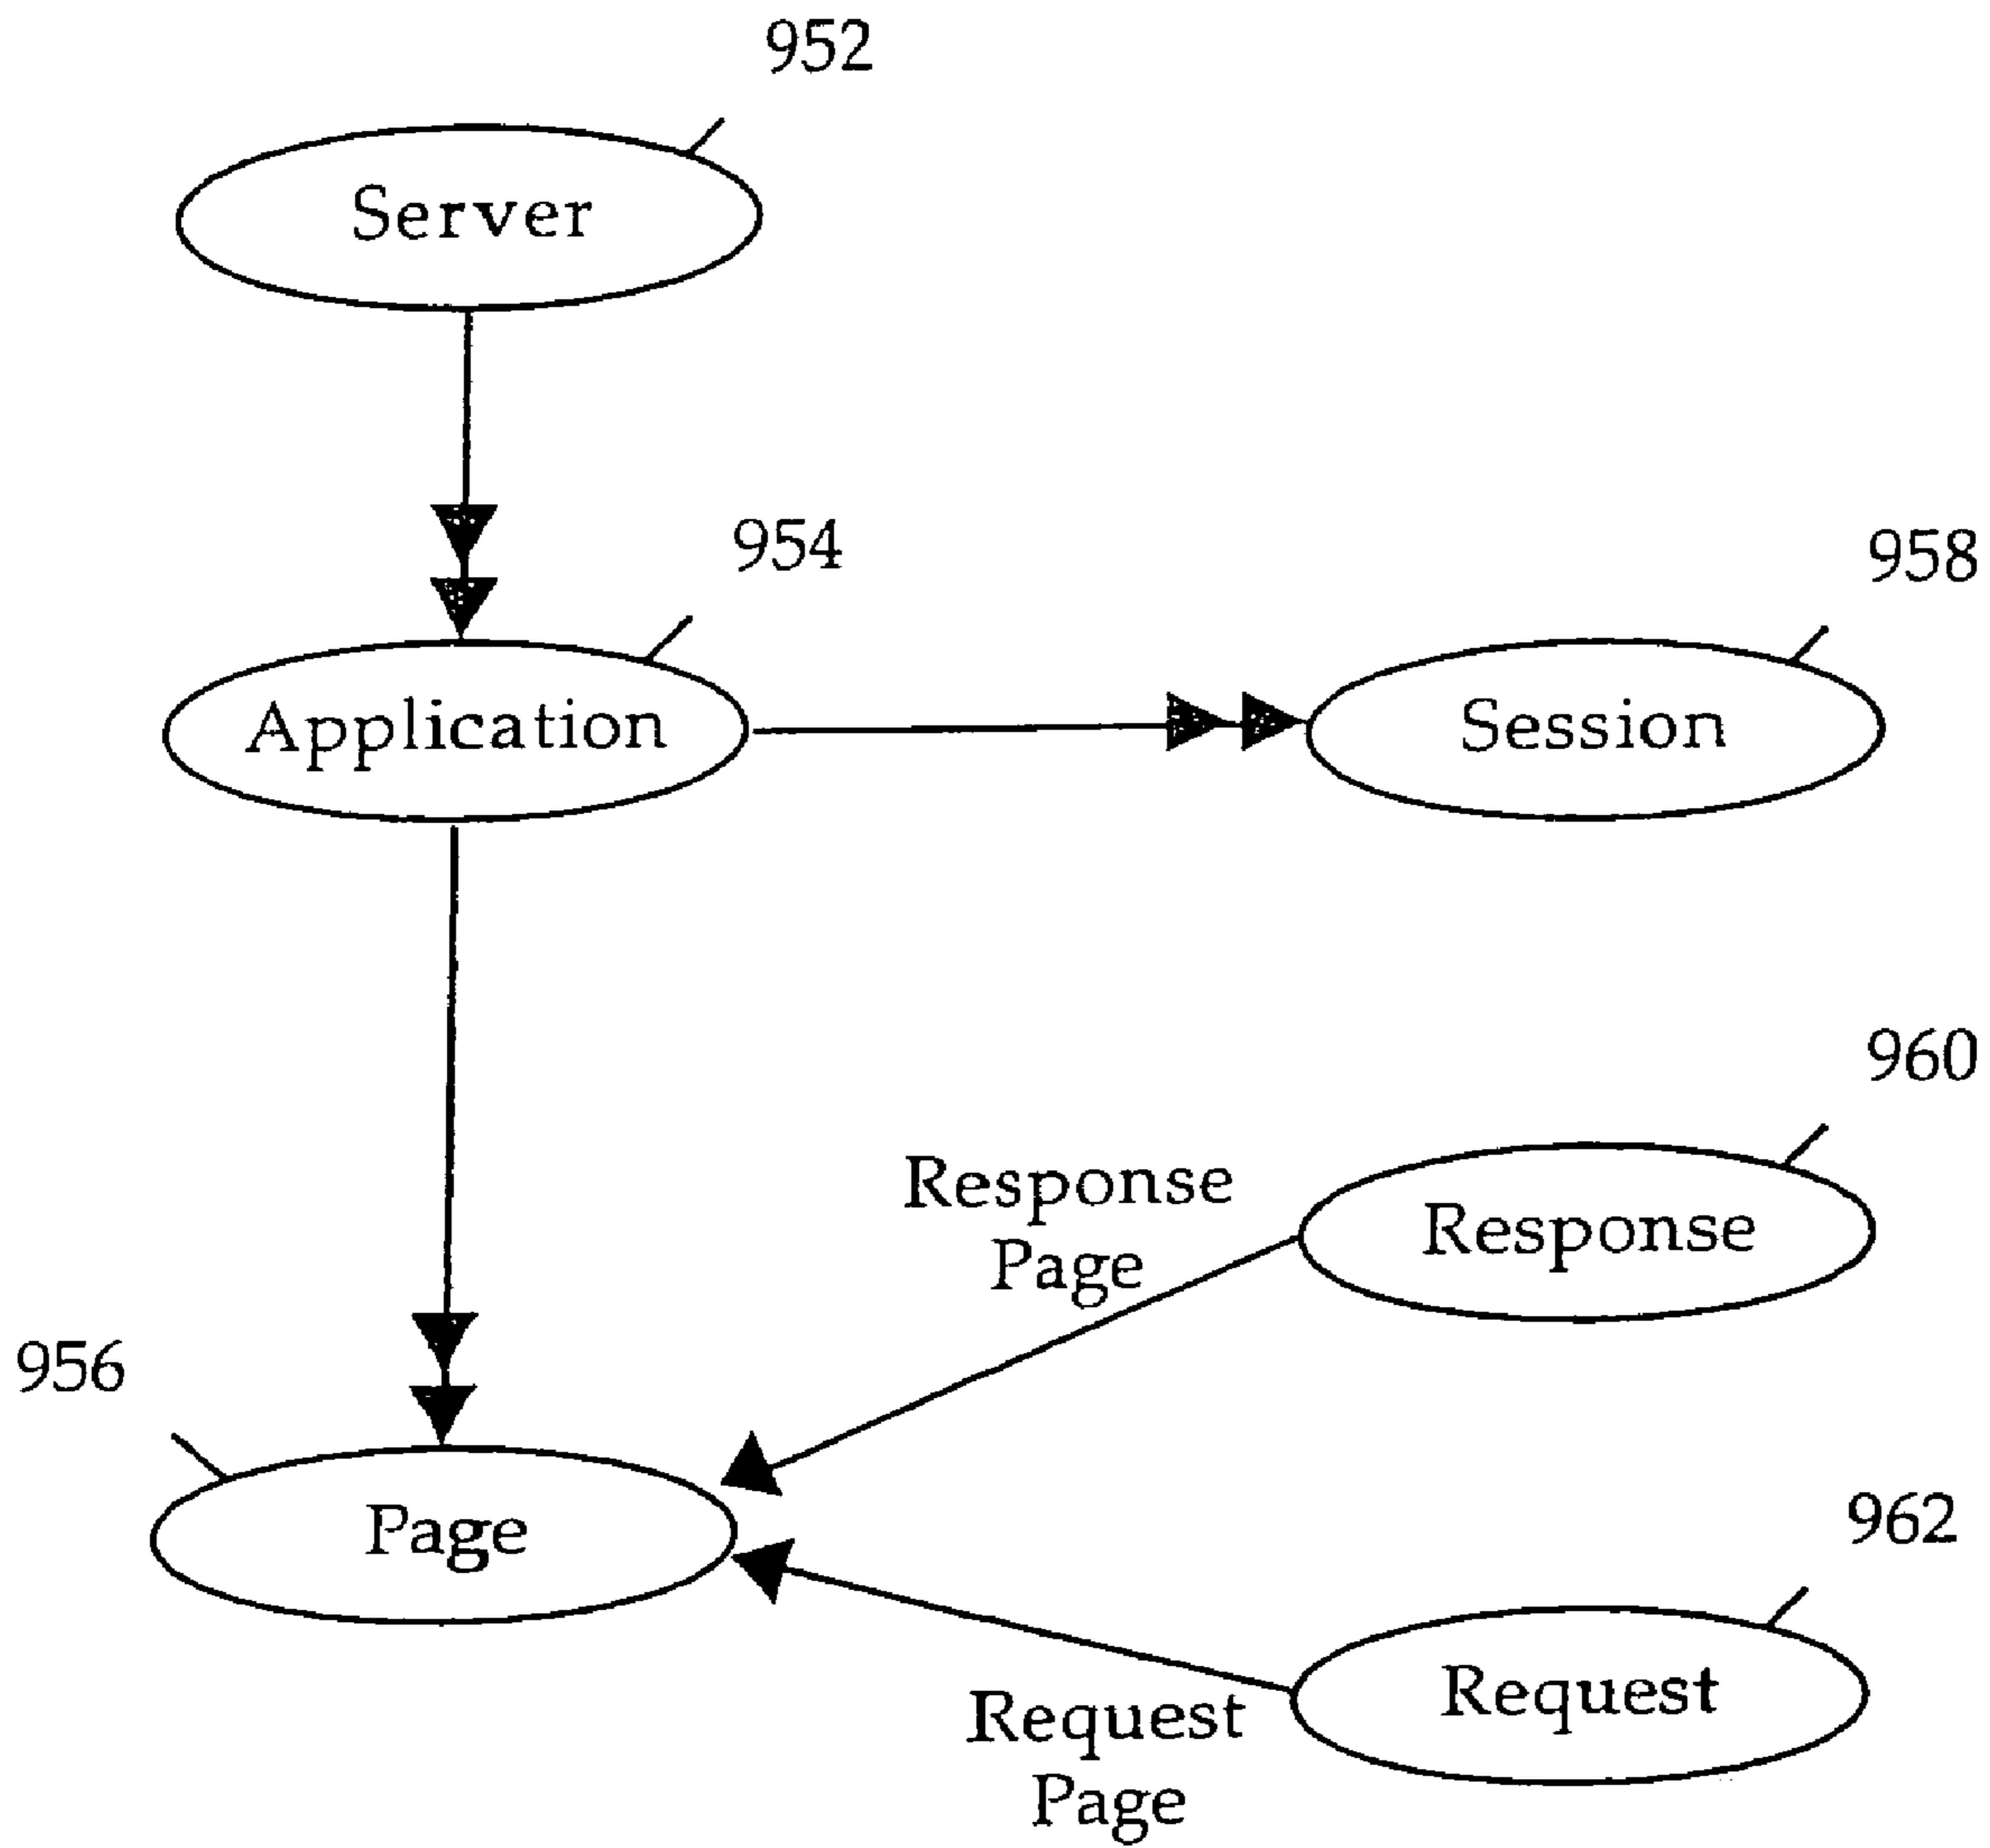 952
Server
954
958
Application
Session
960
Response
Page
Response
956
Page
962
Request
Request
Page